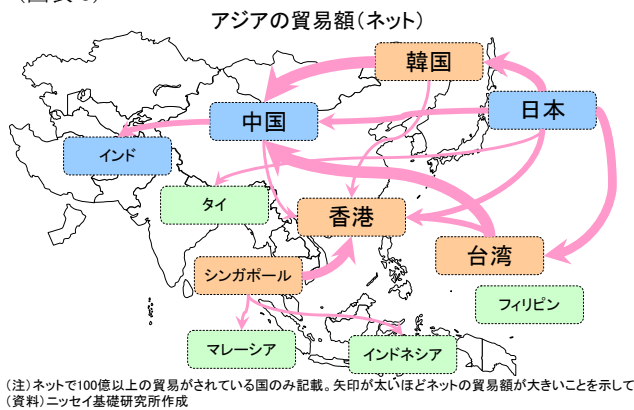 アジアの貿易額(ネット)
韓国
日本
中国
インド
タイ
香港
台湾
シンガポール
フィリピン
マレーシア
インドネシア
(注)ネットで100億以上の貿易がされている国のみ記載。矢印が太いほどネットの貿易額が大きいことを示して
(資料)ニッセイ基礎研究所作成